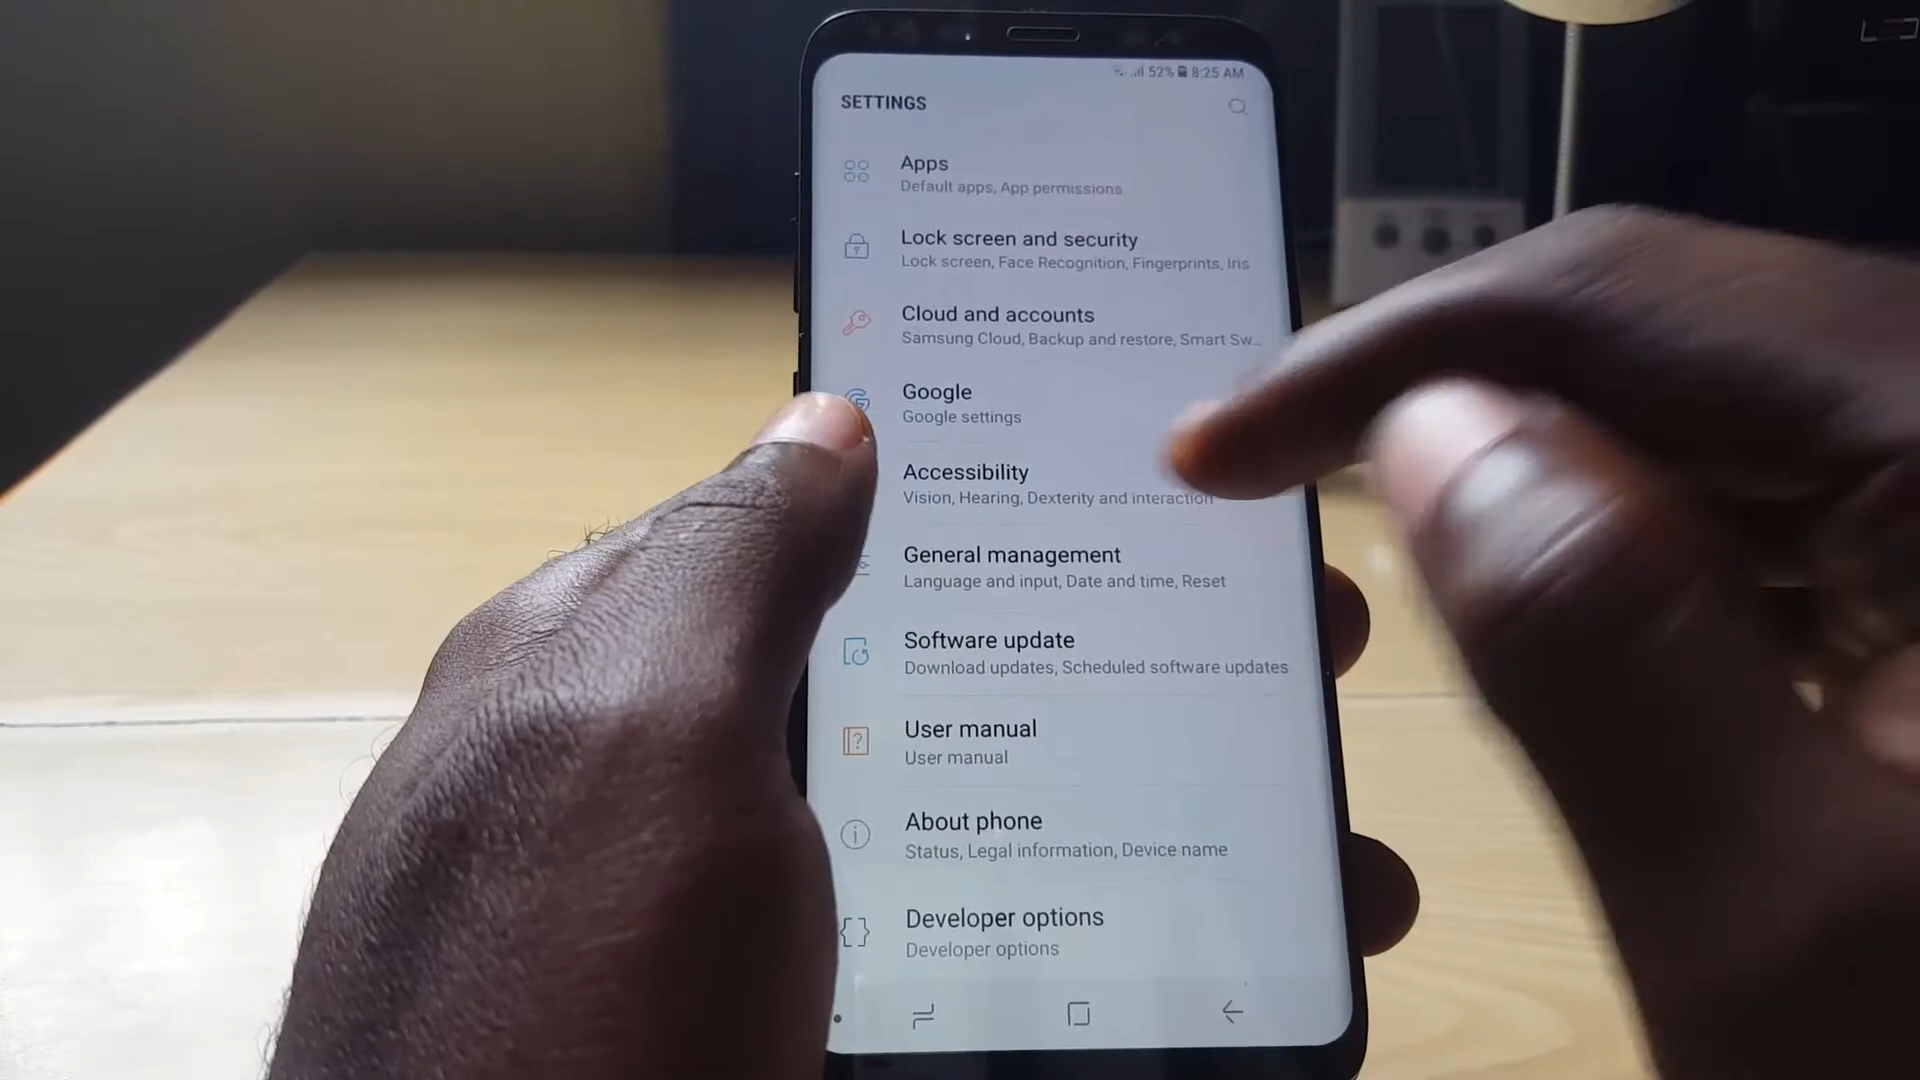 52% 8:25 AM
SETTINGS
Apps
Default apps, App permissions
Lock screen and security
Lock screen, Face Recognition, Fingerprints, Iris
Cloud and accounts
Samsung Cloud, Backup and restore, Smart Sw...
Google
Google settings
Accessibility
Vision, Hearing, Dexterity and interaction
General management
Language and input, Date and time, Reset
Software update
Download updates, Scheduled software updates
User manual
User manual
About phone
Status, Legal information, Device name
Developer options
Developer options